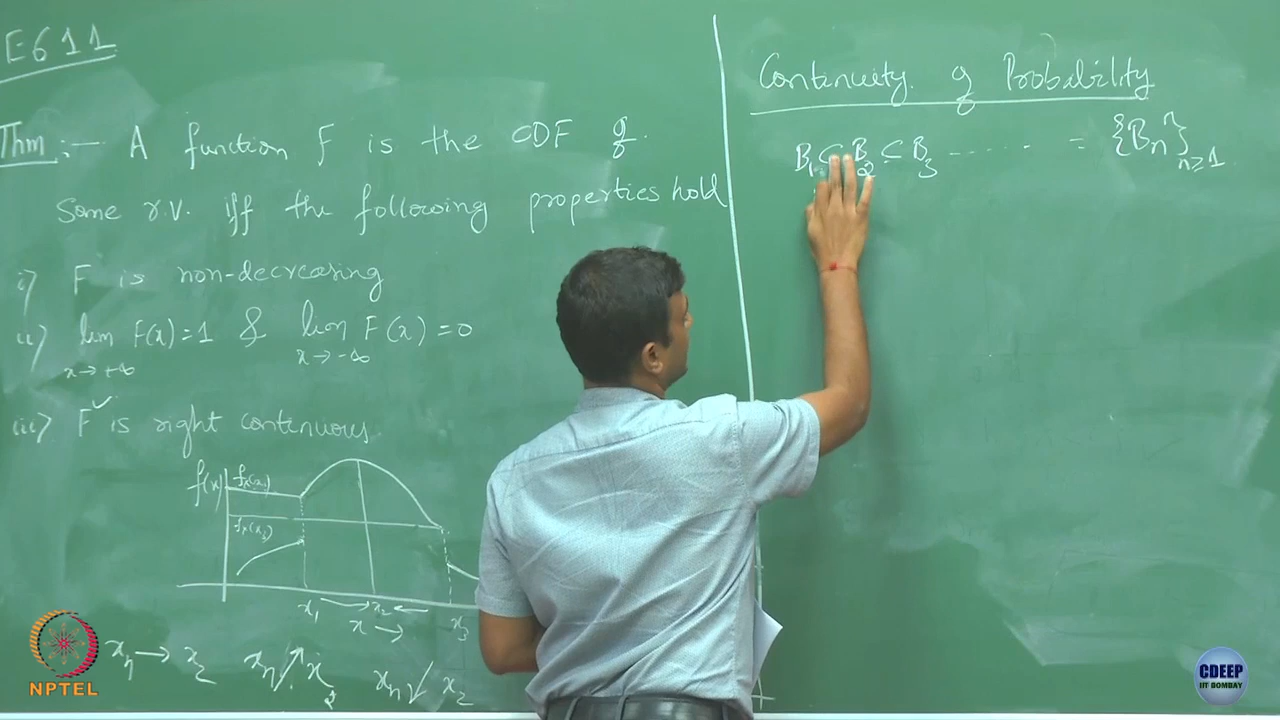 E611
Thm:- A function F is the CDF of
Some r.v. iff the following properties hold
i) F is non-decreasing
ii) lim F(x)=1 & lim F(x)=0
x→+∞ x→-∞
iii) F is right continuous.
f(x)
x₁ x₂ x₃
x →
xₙ → x₂ xₙ ↗ x₂ xₙ ↓ x₂
Continuity of Probability
B₁ ⊂ B₂ ⊂ B₃ ------ = {Bₙ}ₙ≥₁
NPTEL
CDEEP
IIT BOMBAY